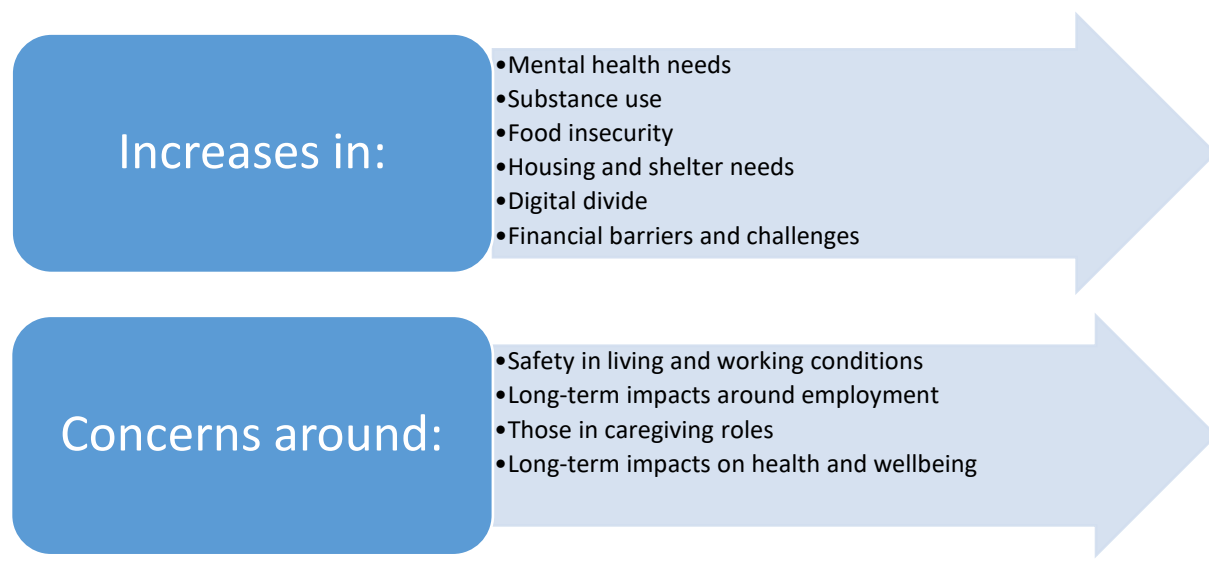 Increases in:
•Mental health needs
•Substance use
•Food insecurity
•Housing and shelter needs
•Digital divide
•Financial barriers and challenges
Concerns around:
•Safety in living and working conditions
•Long-term impacts around employment
•Those in caregiving roles
•Long-term impacts on health and wellbeing